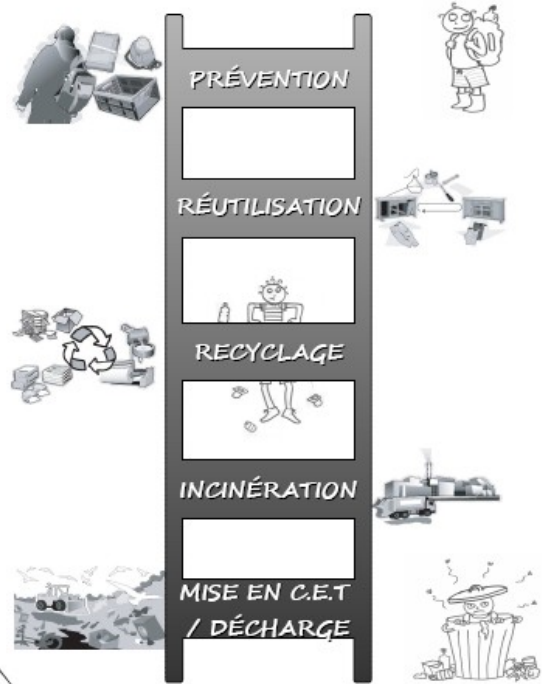 PRÉVENTION
RÉUTILISATION
RECYCLAGE
INCINÉRATION
MISE EN C.E.T
/ DÉCHARGE